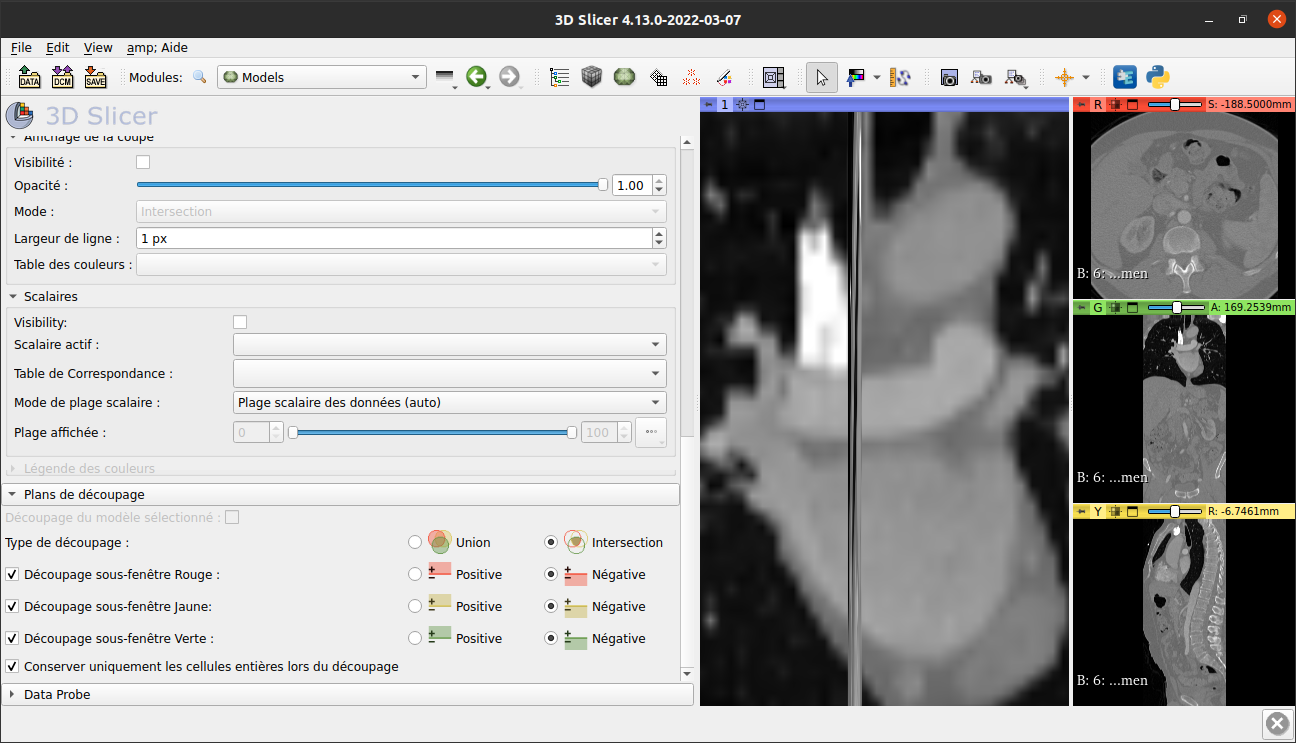 3D Slicer 4.13.0-2022-03-07
File Edit View amp; Aide
DATA DCM SAVE Modules: Models
3D Slicer
Affichage de la coupe
Visibilité :
Opacité : 1.00
Mode : Intersection
Largeur de ligne : 1 px
Table des couleurs :
Scalaires
Visibility:
Scalaire actif :
Table de Correspondance :
Mode de plage scalaire : Plage scalaire des données (auto)
Plage affichée : 0 100
Légende des couleurs
Plans de découpage
Découpage du modèle sélectionné :
Type de découpage : Union Intersection
Découpage sous-fenêtre Rouge : Positive Négative
Découpage sous-fenêtre Jaune: Positive Négative
Découpage sous-fenêtre Verte : Positive Négative
Conserver uniquement les cellules entières lors du découpage
Data Probe
1
R S: -188.5000mm
B: 6: ...men
G A: 169.2539mm
B: 6: ...men
Y R: -6.7461mm
B: 6: ...men